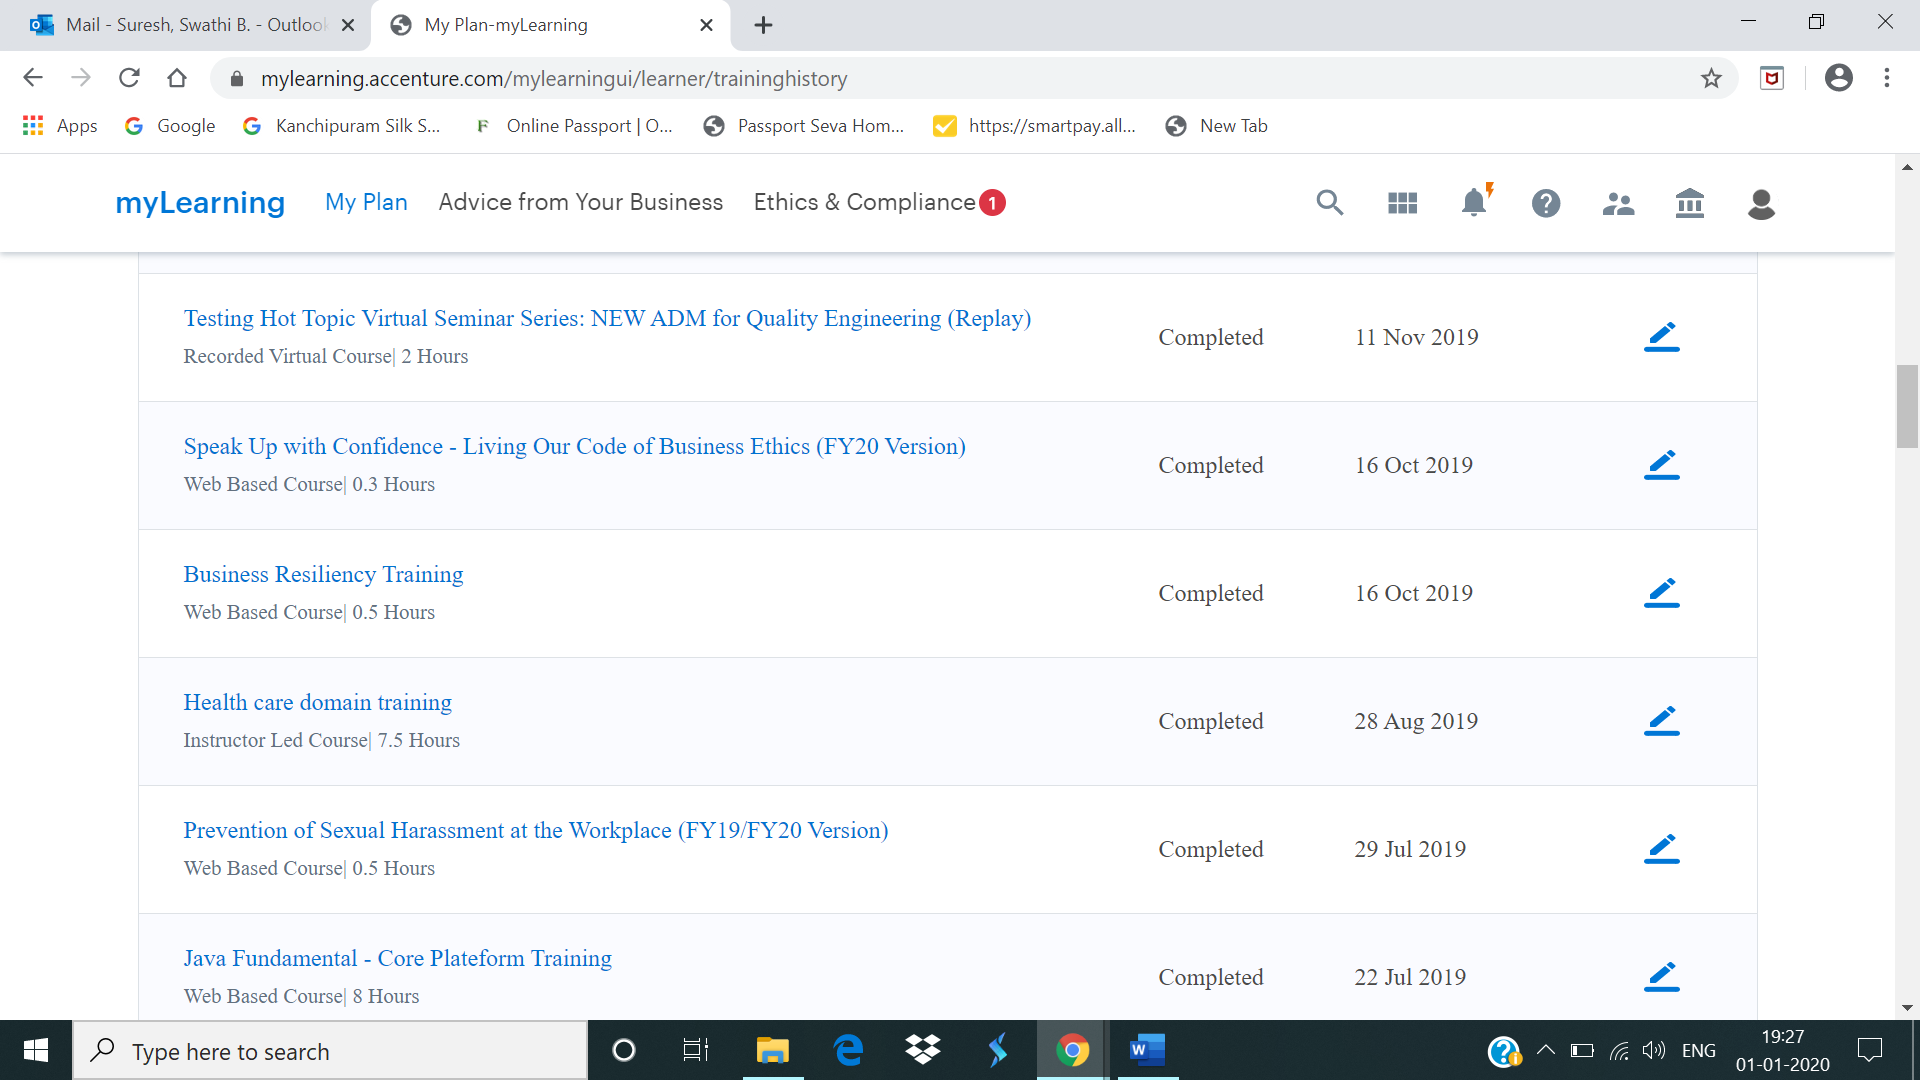 Mail - Suresh, Swathi B. - Outloo
My Plan-myLearning
mylearning.accenture.com/mylearningui/learner/traininghistory
Apps Google Kanchipuram Silk S... Online Passport | O... Passport Seva Hom... https://smartpay.all... New Tab
myLearning My Plan Advice from Your Business Ethics & Compliance 1
Testing Hot Topic Virtual Seminar Series: NEW ADM for Quality Engineering (Replay)
Recorded Virtual Course| 2 Hours
Completed 11 Nov 2019
Speak Up with Confidence - Living Our Code of Business Ethics (FY20 Version)
Web Based Course| 0.3 Hours
Completed 16 Oct 2019
Business Resiliency Training
Web Based Course| 0.5 Hours
Completed 16 Oct 2019
Health care domain training
Instructor Led Course| 7.5 Hours
Completed 28 Aug 2019
Prevention of Sexual Harassment at the Workplace (FY19/FY20 Version)
Web Based Course| 0.5 Hours
Completed 29 Jul 2019
Java Fundamental - Core Plateform Training
Web Based Course| 8 Hours
Completed 22 Jul 2019
Type here to search
ENG
19:27
01-01-2020